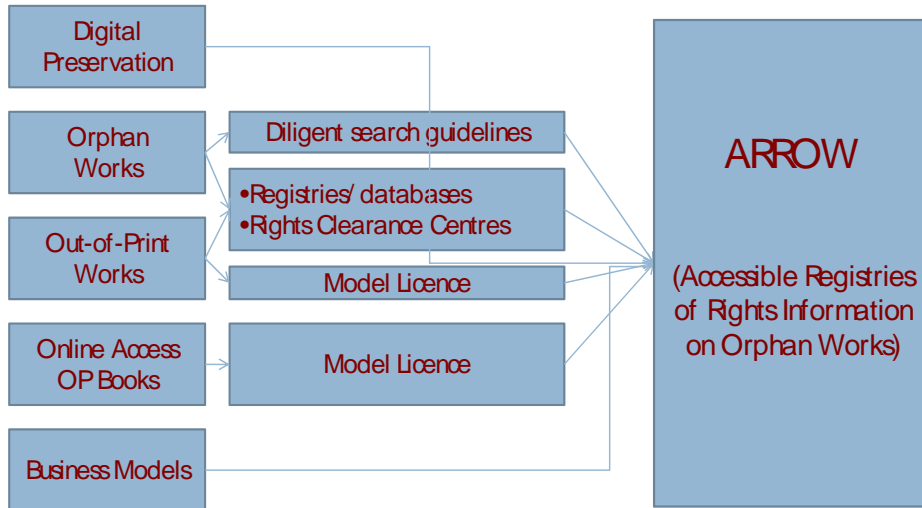 Digital
Preservation
Orphan
Works
Out-of-Print
Works
Online Access
OP Books
Business Models
Diligent search guidelines
•Registries/ databases
•Rights Clearance Centres
Model Licence
Model Licence
ARROW
(Accessible Registries
of Rights Information
on Orphan Works)